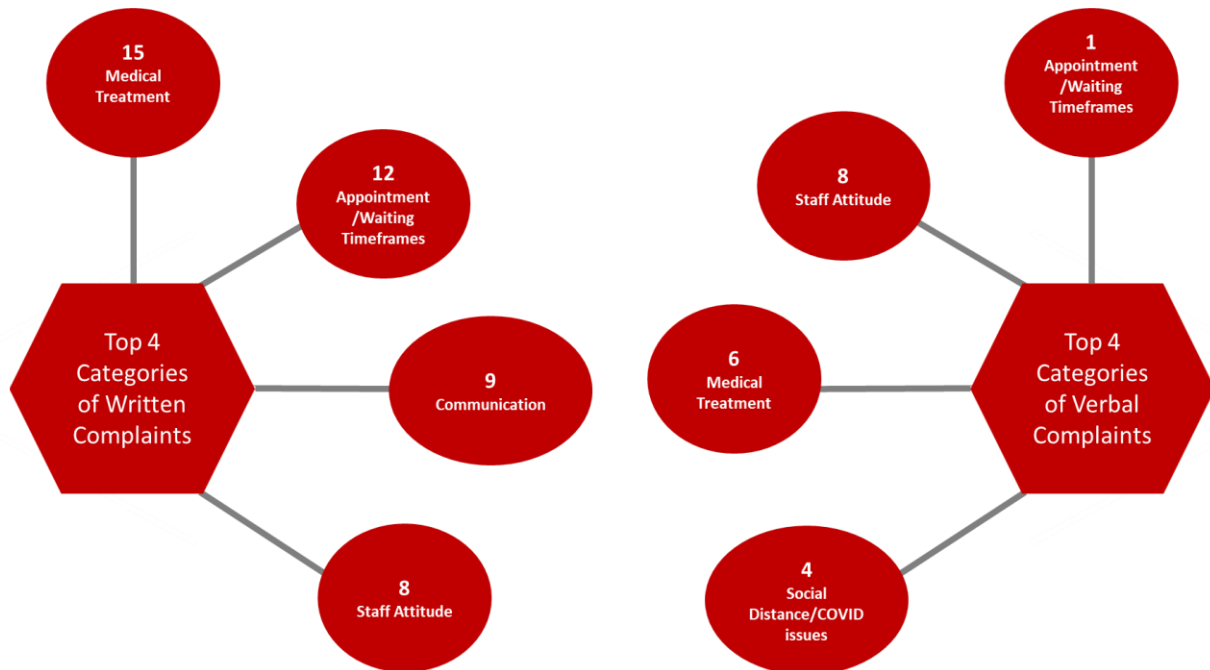 15
Medical
Treatment
12
Appointment
/Waiting
Timeframes
9
Communication
8
Staff Attitude
Top 4
Categories
of Written
Complaints
1
Appointment
/Waiting
Timeframes
8
Staff Attitude
6
Medical
Treatment
4
Social
Distance/COVID
issues
Top 4
Categories
of Verbal
Complaints